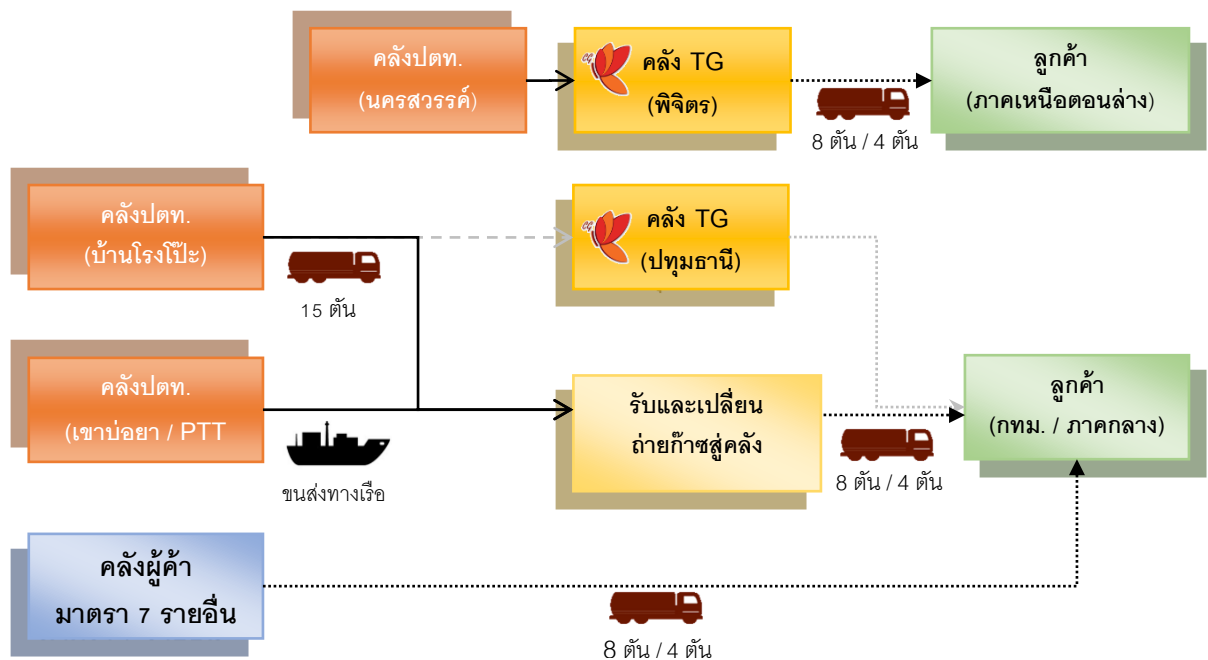 คลังปตท.
(นครสวรรค์)
คลัง TG
(พิจิตร)
8 ตัน / 4 ตัน
ลูกค้า
(ภาคเหนือตอนล่าง)
คลังปตท.
(บ้านโรงโป๊ะ)
15 ตัน
คลัง TG
(ปทุมธานี)
คลังปตท.
(เขาบ่อยา / PTT
ขนส่งทางเรือ
รับและเปลี่ยน
ถ่ายก๊าซสู่คลัง
8 ตัน / 4 ตัน
ลูกค้า
(กทม. / ภาคกลาง)
คลังผู้ค้า
มาตรา 7 รายอื่น
8 ตัน / 4 ตัน